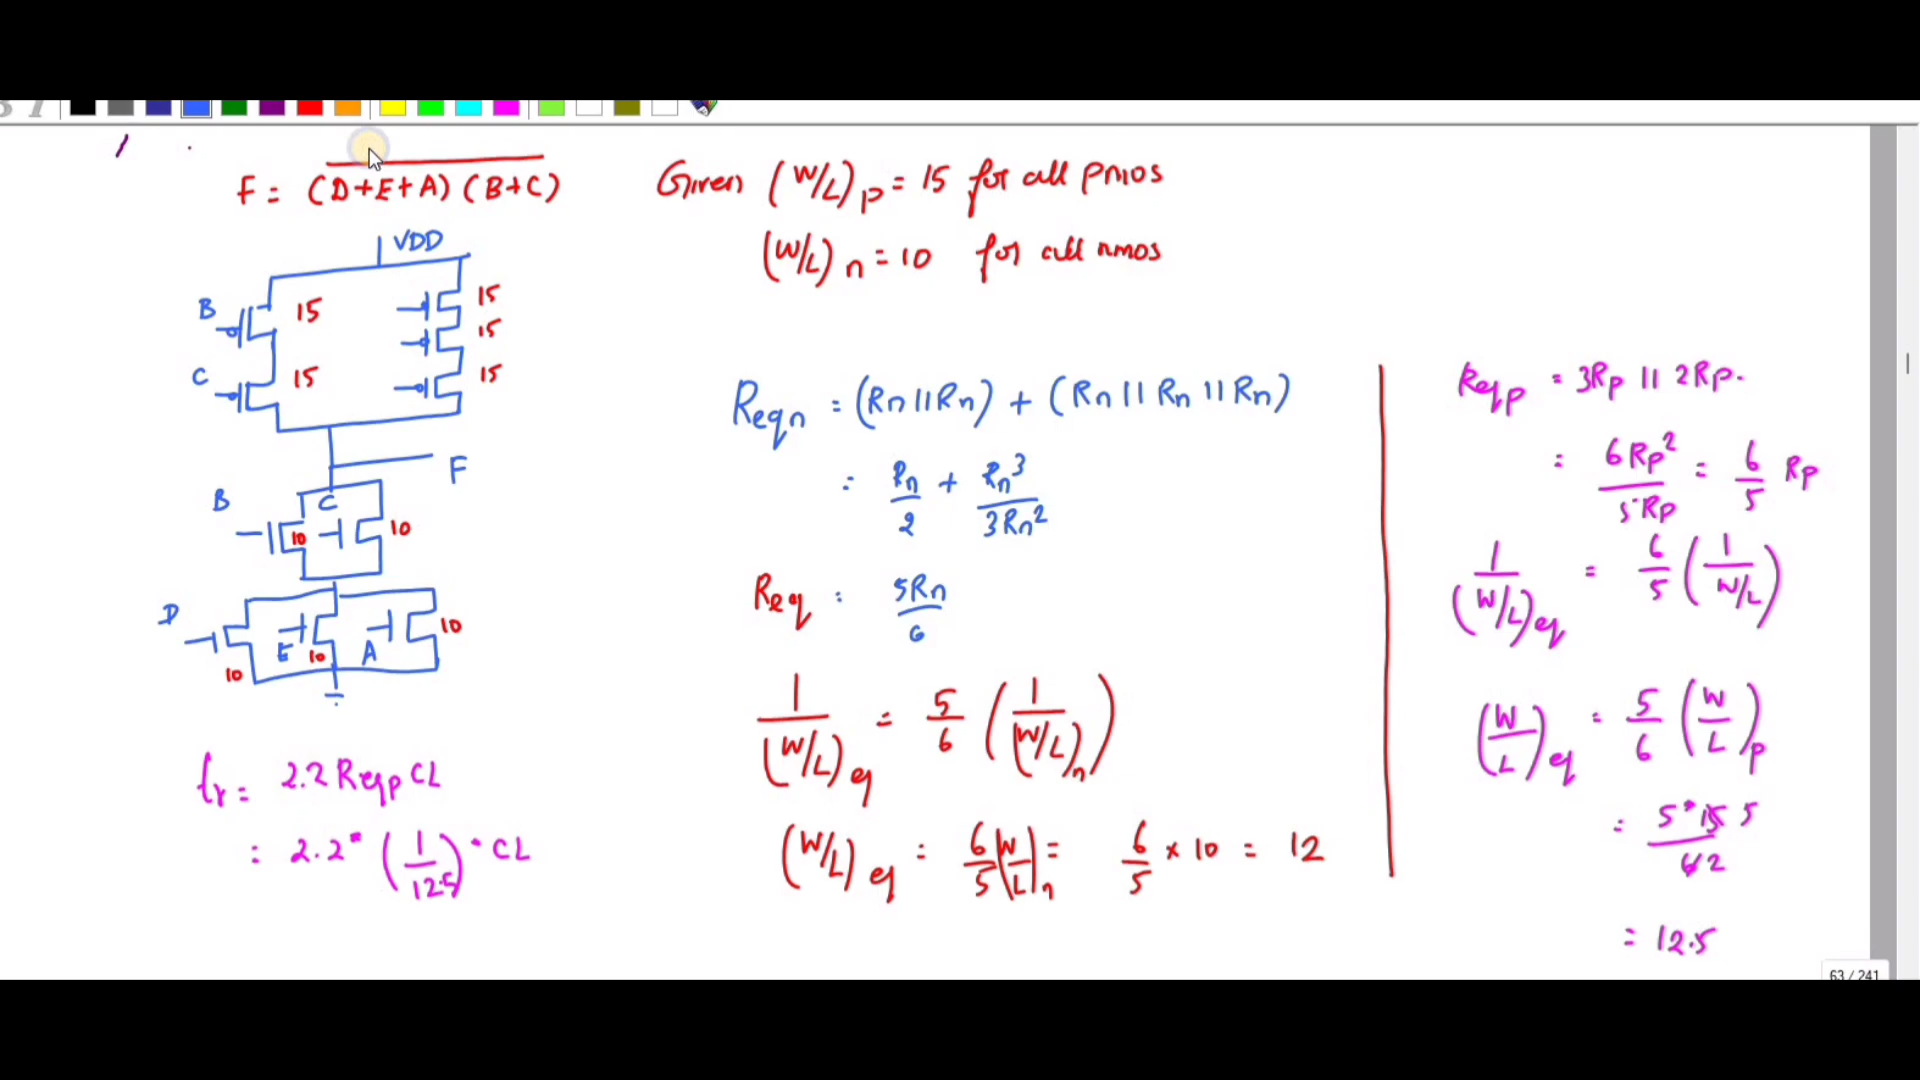 F = (D+E+A) (B+C)
Given (W/L)p = 15 for all pmos
(W/L)n = 10 for all nmos
VDD
B 15 15
15
C 15 15
F
B C
10 10
D E A 10
10 10
tr = 2.2 Reqp CL
= 2.2 * (1/12.5) * CL
Reqn = (Rn || Rn) + (Rn || Rn || Rn)
= Rn/2 + Rn³/3Rn²
Req = 5Rn/6
1/(W/L)eq = 5/6 (1/(W/L)n)
(W/L)eq = 6/5 (W/L)n = 6/5 × 10 = 12
Reqp = 3Rp || 2Rp.
= 6Rp²/5Rp = 6/5 Rp
1/(W/L)eq = 6/5 (1/W/L)
(W/L)eq = 5/6 (W/L)p
= 5*15 5/6 2
= 12.5
63 / 241